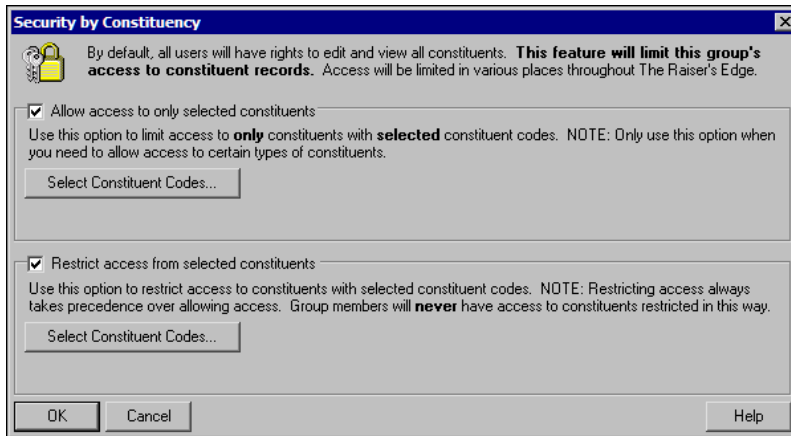 Security by Constituency
By default, all users will have rights to edit and view all constituents. This feature will limit this group's
access to constituent records. Access will be limited in various places throughout The Raiser's Edge.
Allow access to only selected constituents
Use this option to limit access to only constituents with selected constituent codes. NOTE: Only use this option when
you need to allow access to certain types of constituents.
Select Constituent Codes...
Restrict access from selected constituents
Use this option to restrict access to constituents with selected constituent codes. NOTE: Restricting access always
takes precedence over allowing access. Group members will never have access to constituents restricted in this way.
Select Constituent Codes...
OK Cancel Help